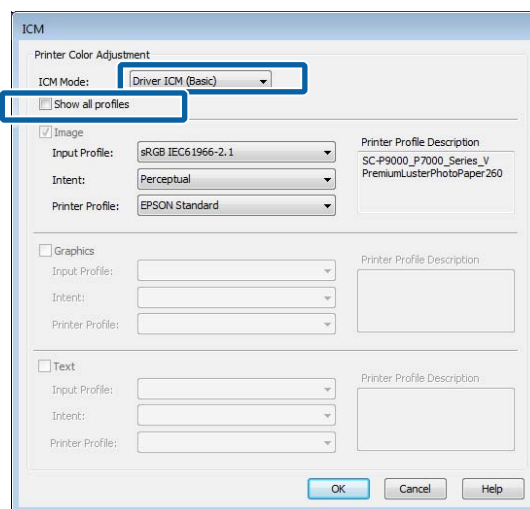 ICM
Printer Color Adjustment
ICM Mode: Driver ICM (Basic)
Show all profiles
Image
Input Profile: sRGB IEC61966-2.1
Intent: Perceptual
Printer Profile: EPSON Standard
Printer Profile Description
SC-P9000_P7000_Series_V
PremiumLusterPhotoPaper260
Graphics
Input Profile:
Intent:
Printer Profile:
Printer Profile Description
Text
Input Profile:
Intent:
Printer Profile:
Printer Profile Description
OK Cancel Help